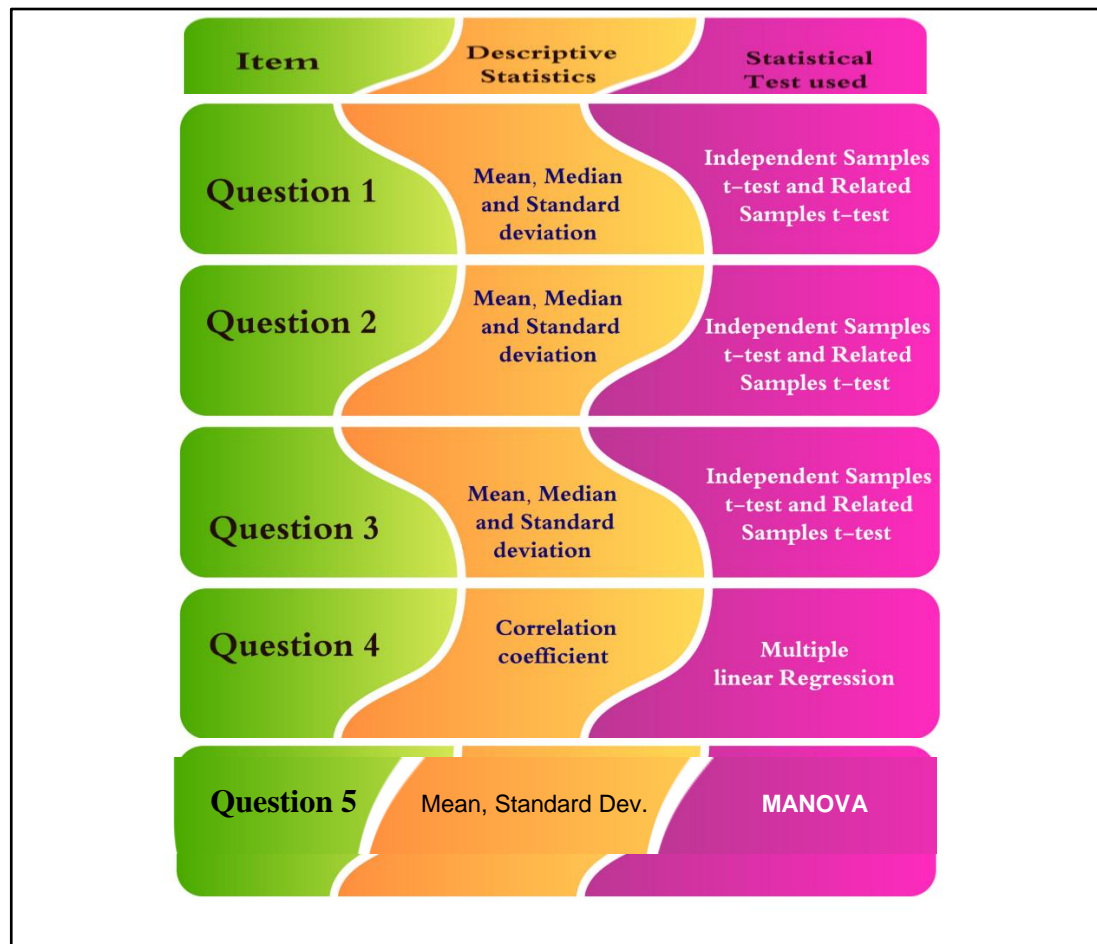 Item
Descriptive
Statistics
Statistical
Test used
Question 1
Mean, Median
and Standard
deviation
Independent Samples
t-test and Related
Samples t-test
Question 2
Mean, Median
and Standard
deviation
Independent Samples
t-test and Related
Samples t-test
Question 3
Mean, Median
and Standard
deviation
Independent Samples
t-test and Related
Samples t-test
Question 4
Correlation
coefficient
Multiple
linear Regression
Question 5
Mean, Standard Dev.
MANOVA